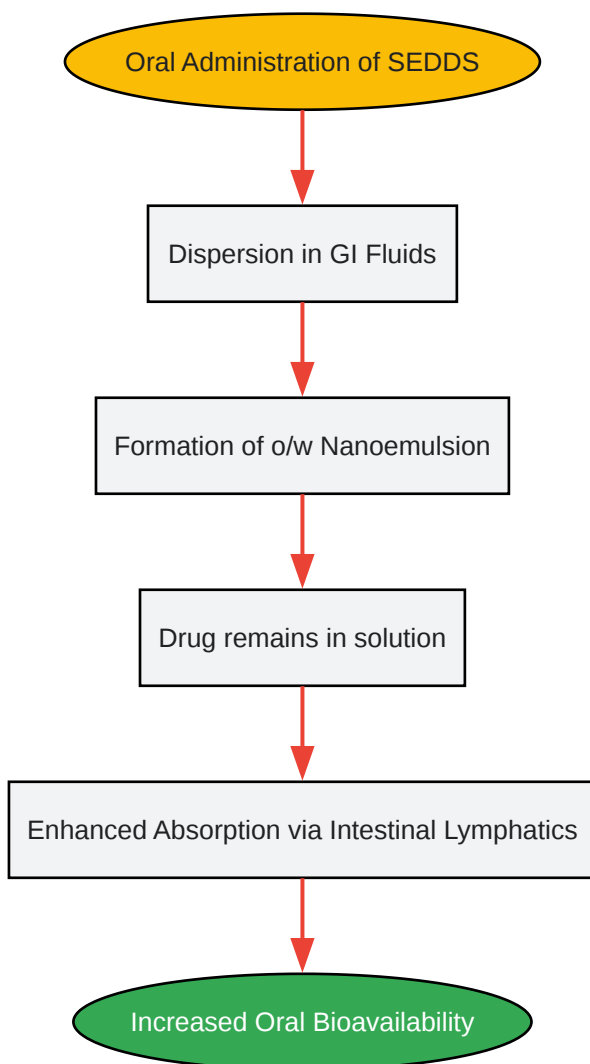 Oral Administration of SEDDS
Dispersion in GI Fluids
Formation of o/w Nanoemulsion
Drug remains in solution
Enhanced Absorption via Intestinal Lymphatics
Increased Oral Bioavailability